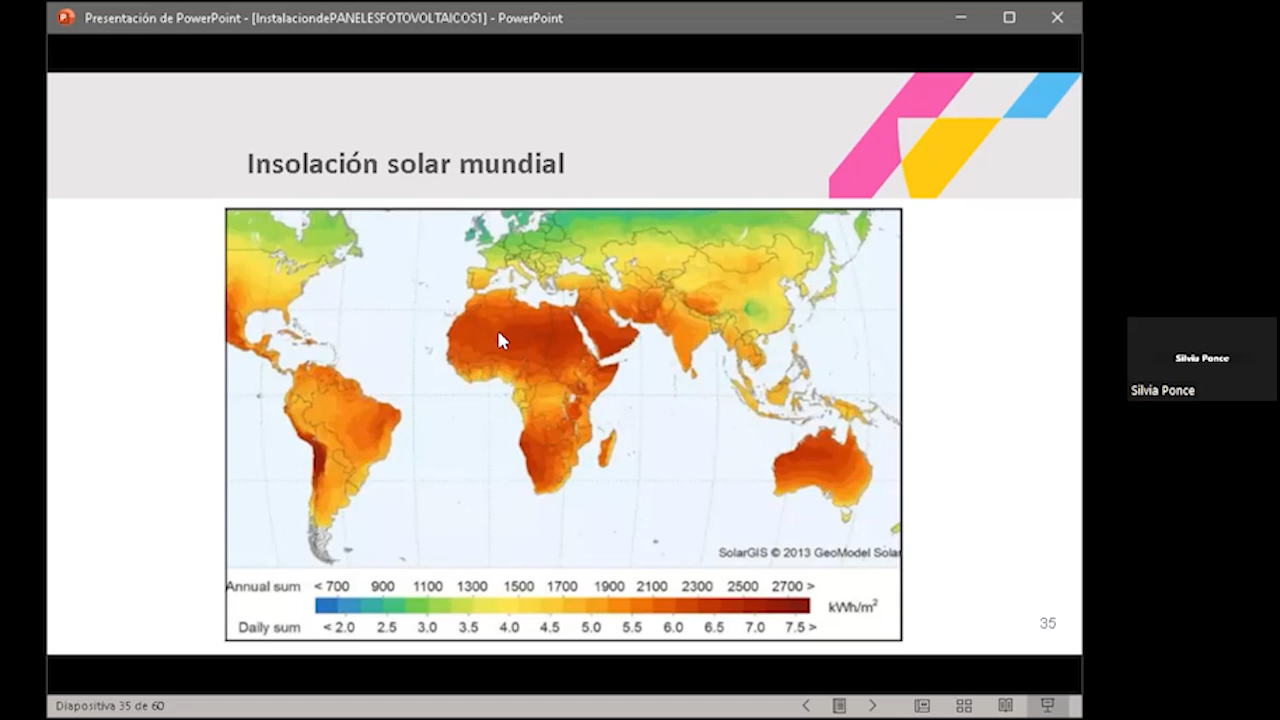 Presentación de PowerPoint - [InstalaciondePANELESFOTOVOLTAICOS1] - PowerPoint
Insolación solar mundial
SolarGIS © 2013 GeoModel Solar
Annual sum < 700 900 1100 1300 1500 1700 1900 2100 2300 2500 2700 >
kWh/m²
Daily sum < 2.0 2.5 3.0 3.5 4.0 4.5 5.0 5.5 6.0 6.5 7.0 7.5 >
35
Silvia Ponce
Silvia Ponce
Diapositiva 35 de 60